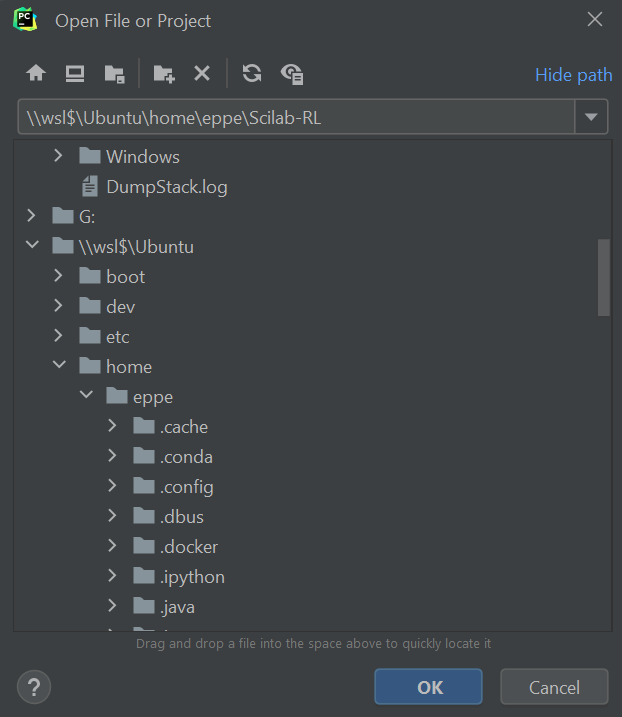 PC
Open File or Project
Hide path
\\wsl$\Ubuntu\home\eppe\Scilab-RL
Windows
DumpStack.log
G:
\\wsl$\Ubuntu
boot
dev
etc
home
eppe
.cache
.conda
.config
.dbus
.docker
.ipython
.java
Drag and drop a file into the space above to quickly locate it
?
OK
Cancel